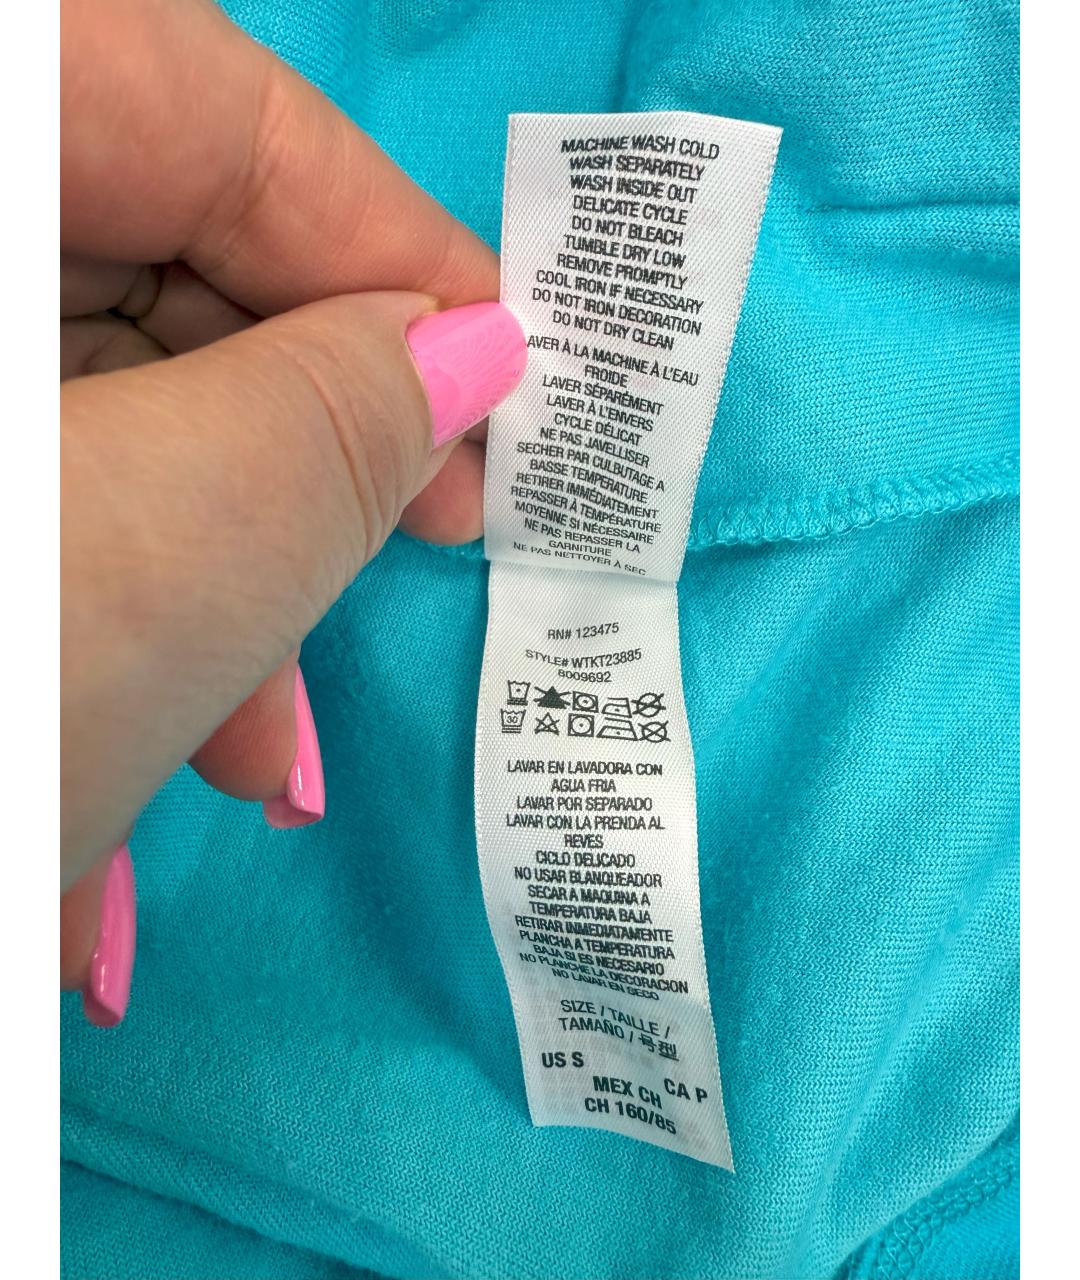 MACHINE WASH COLD
WASH SEPARATELY
WASH INSIDE OUT
DELICATE CYCLE
DO NOT BLEACH
TUMBLE DRY LOW
REMOVE PROMPTLY
COOL IRON IF NECESSARY
DO NOT IRON DECORATION
DO NOT DRY CLEAN
AVER À LA MACHINE À L'EAU
FROIDE
LAVER SÉPARÉMENT
LAVER À L'ENVERS
CYCLE DÉLICAT
NE PAS JAVELLISER
SECHER PAR CULBUTAGE A
BASSE TEMPÉRATURE
RETIRER IMMÉDIATEMENT
REPASSER À TEMPÉRATURE
MOYENNE SI NÉCESSAIRE
NE PAS REPASSER LA
GARNITURE
NE PAS NETTOYER À SEC
RN# 123475
STYLE# WTKT23885
8009692
30
LAVAR EN LAVADORA CON
AGUA FRIA
LAVAR POR SEPARADO
LAVAR CON LA PRENDA AL
REVES
CICLO DELICADO
NO USAR BLANQUEADOR
SECAR A MAQUINA A
TEMPERATURA BAJA
RETIRAR INMEDIATAMENTE
PLANCHA A TEMPERATURA
BAJA SI ES NECESARIO
NO PLANCHE LA DECORACION
NO LAVAR EN SECO
SIZE / TAILLE /
TAMAÑO / 号型
US S
CA P
MEX CH
CH 160/85